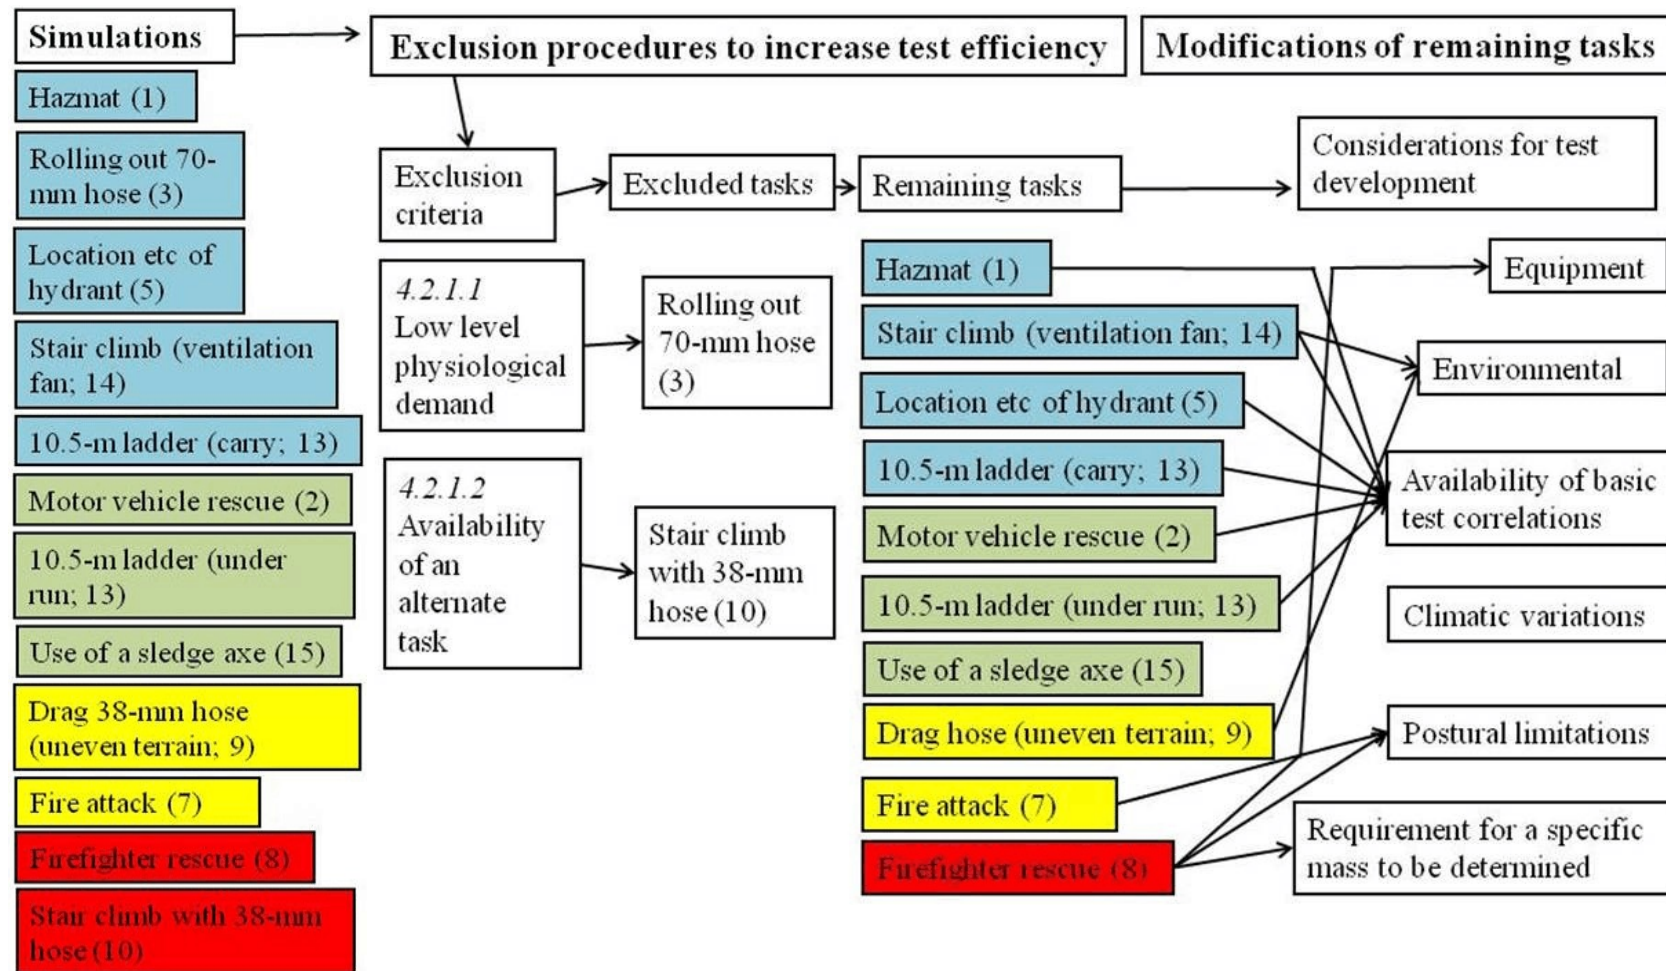 Simulations
Exclusion procedures to increase test efficiency
Modifications of remaining tasks
Hazmat (1)
Rolling out 70-
mm hose (3)
Location etc of
hydrant (5)
Stair climb (ventilation
fan; 14)
10.5-m ladder (carry; 13)
Motor vehicle rescue (2)
10.5-m ladder (under
run; 13)
Use of a sledge axe (15)
Drag 38-mm hose
(uneven terrain; 9)
Fire attack (7)
Firefighter rescue (8)
Stair climb with 38-mm
hose (10)
Exclusion
criteria
4.2.1.1
Low level
physiological
demand
4.2.1.2
Availability
of an
alternate
task
Excluded tasks
Rolling out
70-mm hose
(3)
Stair climb
with 38-mm
hose (10)
Remaining tasks
Hazmat (1)
Stair climb (ventilation fan; 14)
Location etc of hydrant (5)
10.5-m ladder (carry; 13)
Motor vehicle rescue (2)
10.5-m ladder (under run; 13)
Use of a sledge axe (15)
Drag hose (uneven terrain; 9)
Fire attack (7)
Firefighter rescue (8)
Considerations for test
development
Equipment
Environmental
Availability of basic
test correlations
Climatic variations
Postural limitations
Requirement for a specific
mass to be determined